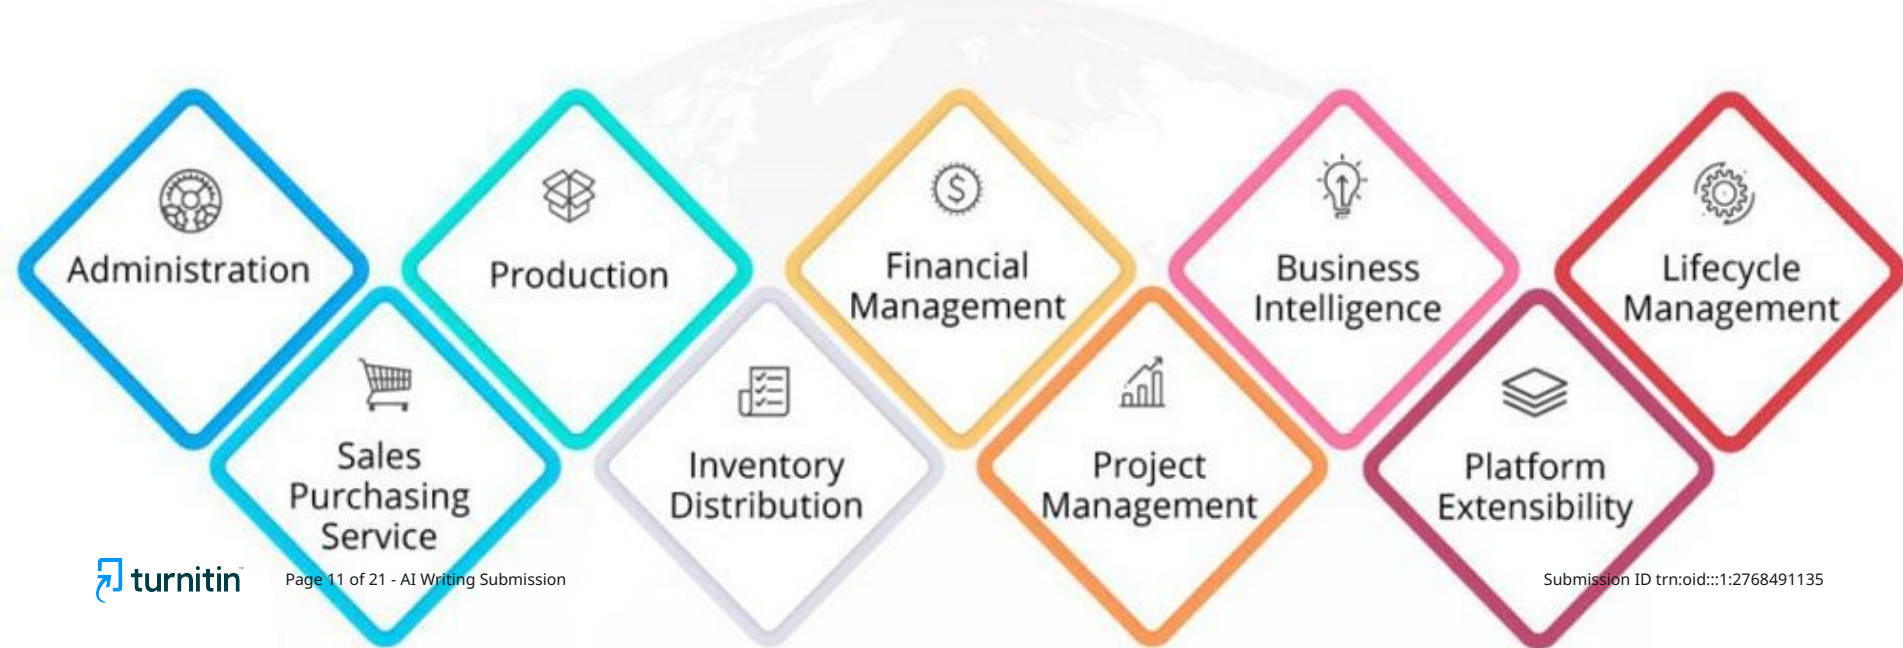 Administration
Production
Financial
Management
Business
Intelligence
Lifecycle
Management
Sales
Purchasing
Service
Inventory
Distribution
Project
Management
Platform
Extensibility
turnitin
Page 11 of 21 - AI Writing Submission
Submission ID trn:oid:::1:2768491135